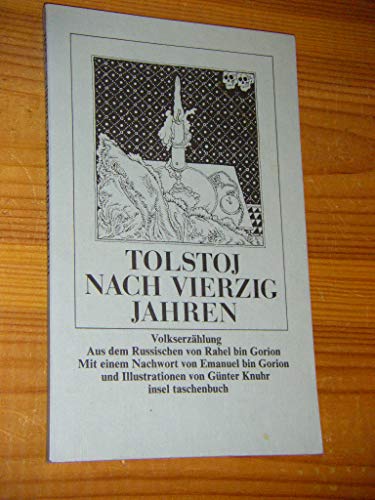 TOLSTOJ
NACH VIERZIG
JAHREN
Volkserzählung
Aus dem Russischen von Rahel bin Gorion
Mit einem Nachwort von Emanuel bin Gorion
und Illustrationen von Günter Knuhr
insel taschenbuch